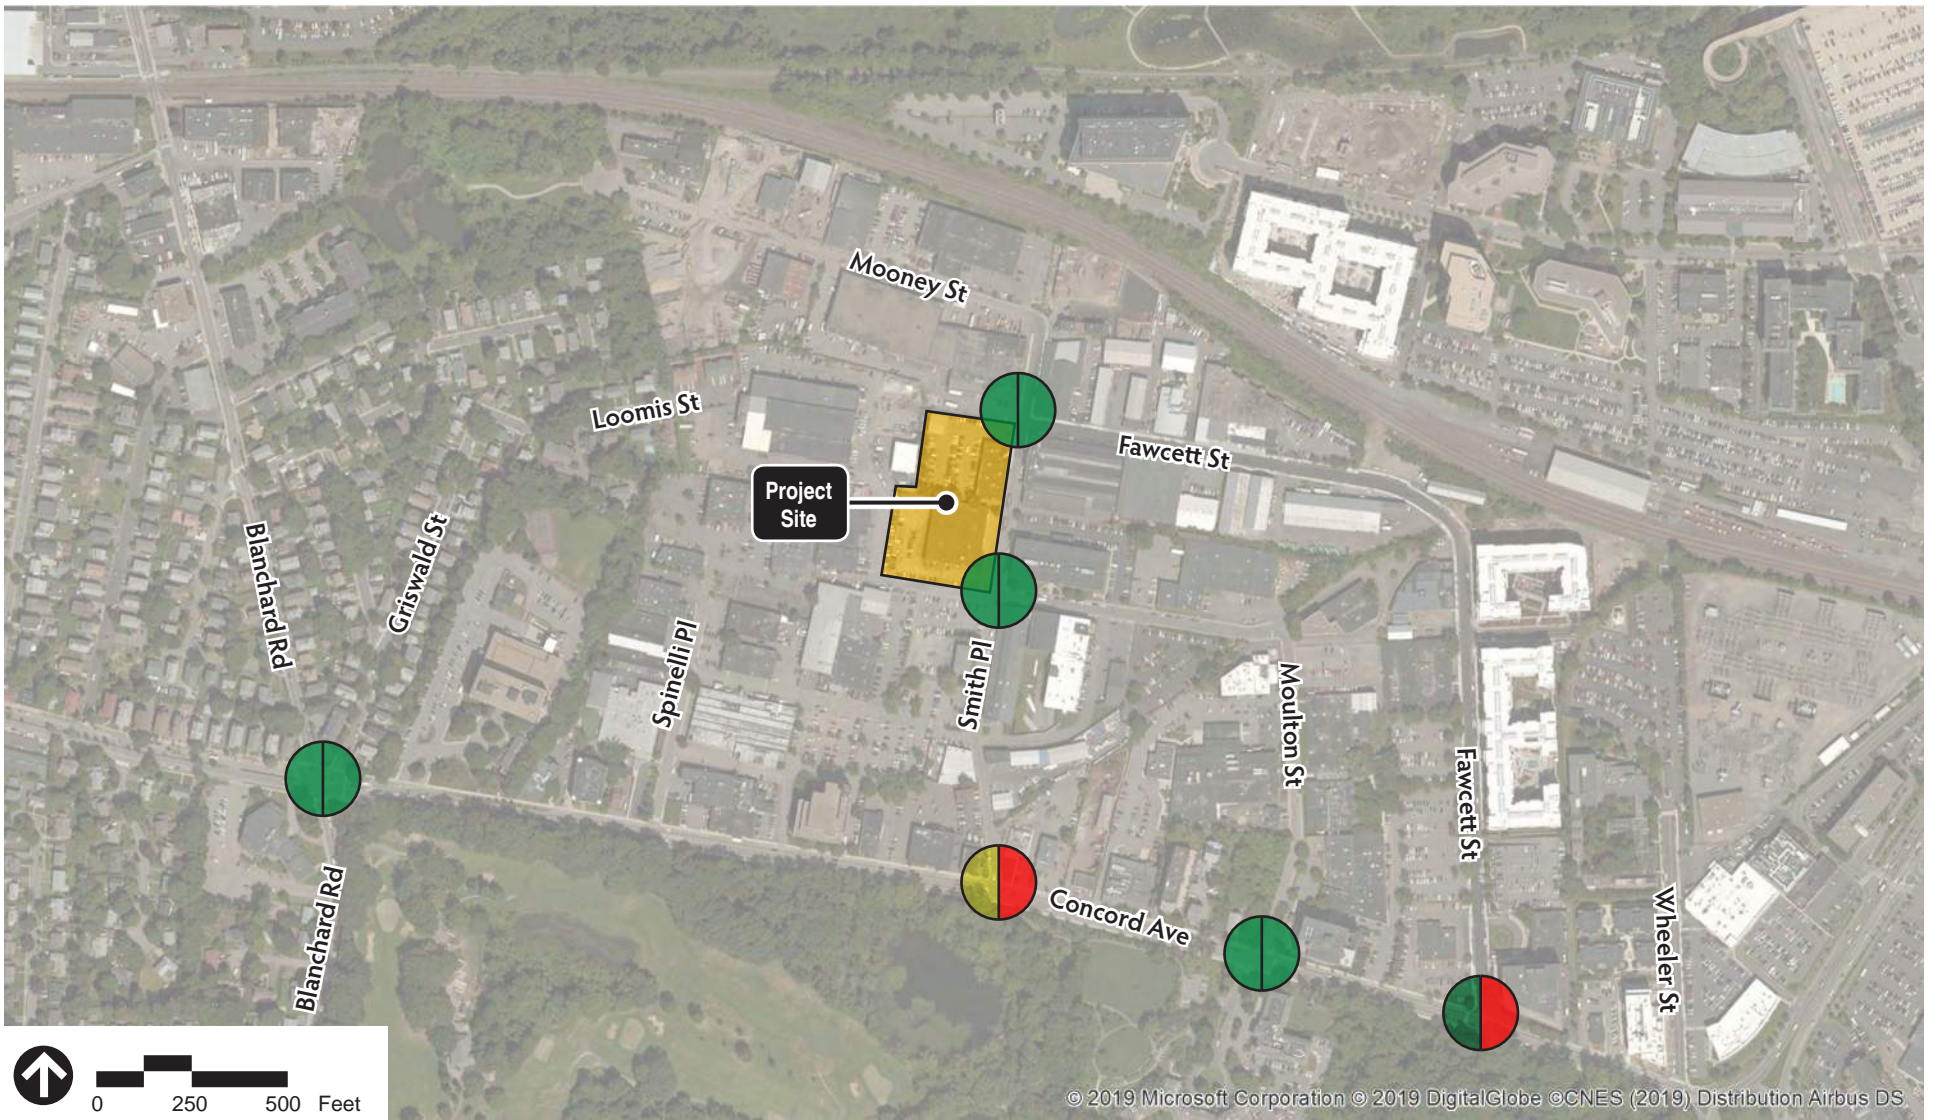 Mooney St
Loomis St
Fawcett St
Project
Site
Blanchard Rd
Griswald St
Spinelli Pl
Smith Pl
Moulton St
Fawcett St
Blanchard Rd
Concord Ave
Wheeler St
0 250 500 Feet
© 2019 Microsoft Corporation © 2019 DigitalGlobe ©CNES (2019) Distribution Airbus DS